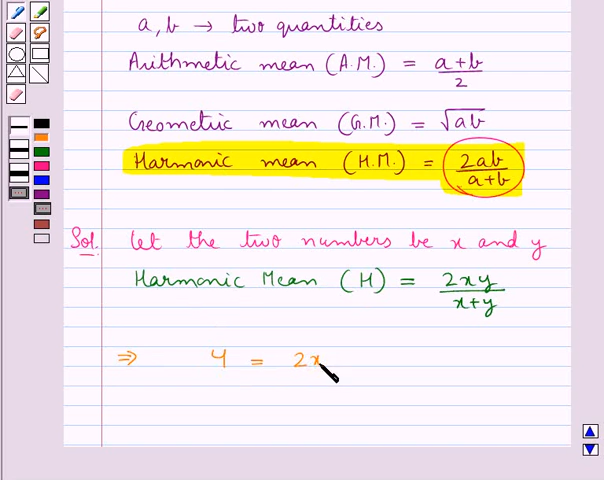 a, b → two quantities
Arithmetic mean (A.M.) = a+b/2
Geometric mean (G.M.) = √ab
Harmonic mean (H.M.) = 2ab/a+b
Sol. let the two numbers be x and y
Harmonic Mean (H) = 2xy/x+y
⇒ 4 = 2x